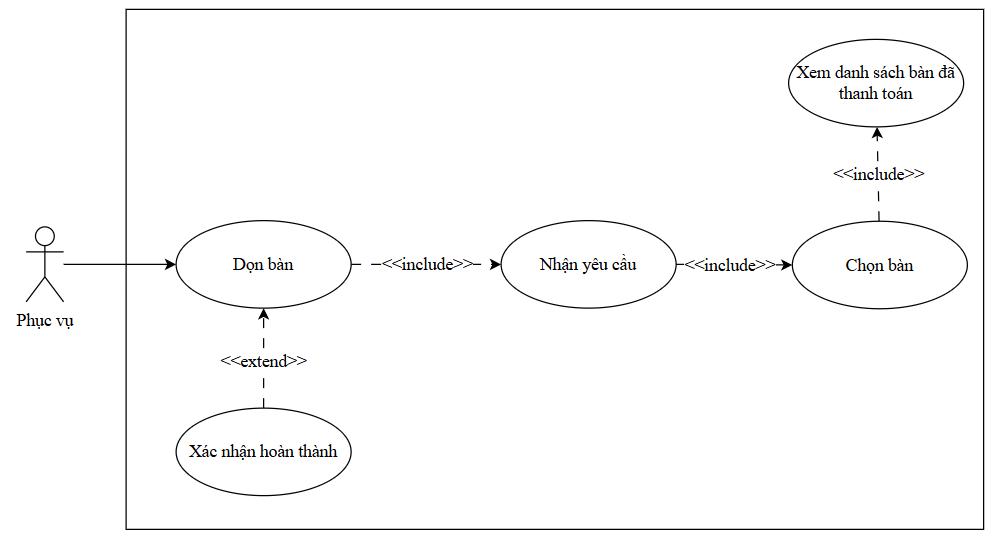 Xem danh sách bàn đã
thanh toán
<<include>>
Dọn bàn
<<include>>
Nhận yêu cầu
<<include>>
Chọn bàn
Phục vụ
<<extend>>
Xác nhận hoàn thành